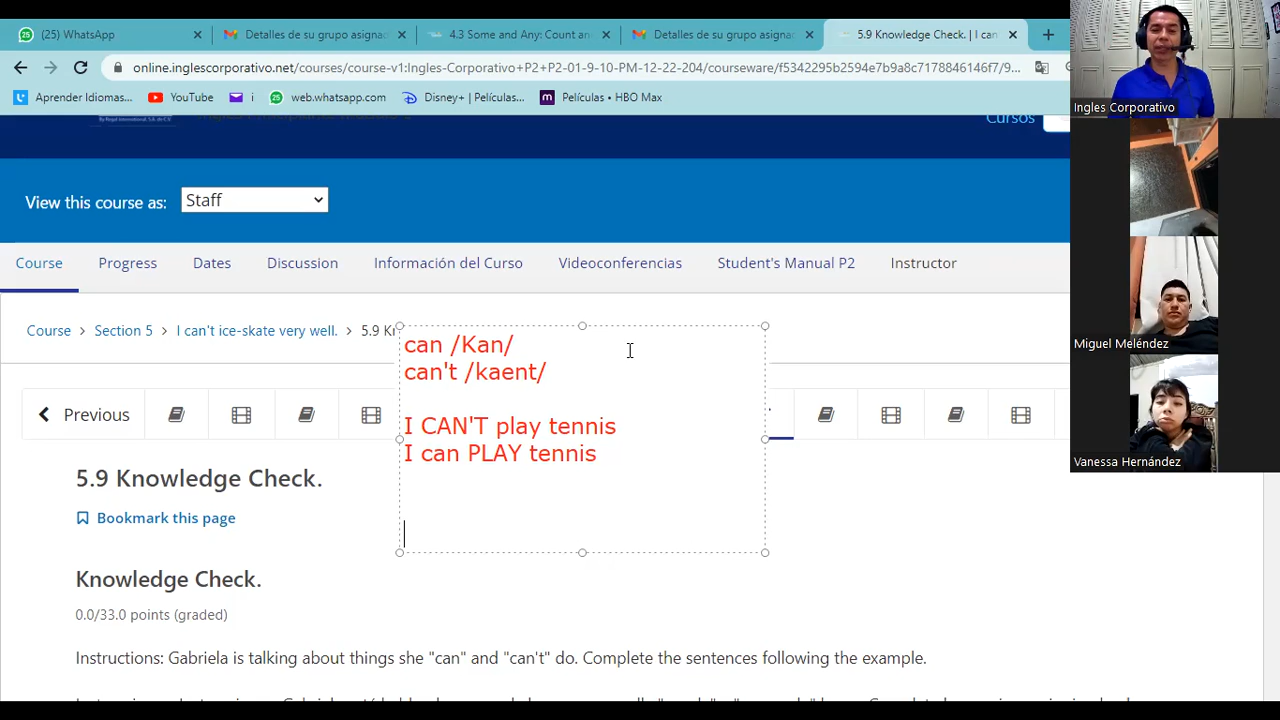 (25) WhatsApp
Detalles de su grupo asignac
e and Any Count an
Detalles de su grupo asignac
5.9 Knowledge Check. | I can
online.inglescorporativo.net/courses/course-v1:Ingles-Corporativo+P2+P2-01-9-10-PM-12-22-204/courseware/f5342295b2594e7b9a8c7178846146f7/9...
Aprender Idiomas...
YouTube
i
web.whatsapp.com
Disney+ | Películas...
Películas • HBO Max
Ingles Corporativo
Cursos
View this course as:
Staff
Course
Progress
Dates
Discussion
Información del Curso
Videoconferencias
Student's Manual P2
Instructor
Course > Section 5 > I can't ice-skate very well. > 5.9 Kn
can /Kan/
can't /kaent/
I CAN'T play tennis
I can PLAY tennis
Miguel Meléndez
Previous
Vanessa Hernández
5.9 Knowledge Check.
Bookmark this page
Knowledge Check.
0.0/33.0 points (graded)
Instructions: Gabriela is talking about things she "can" and "can't" do. Complete the sentences following the example.